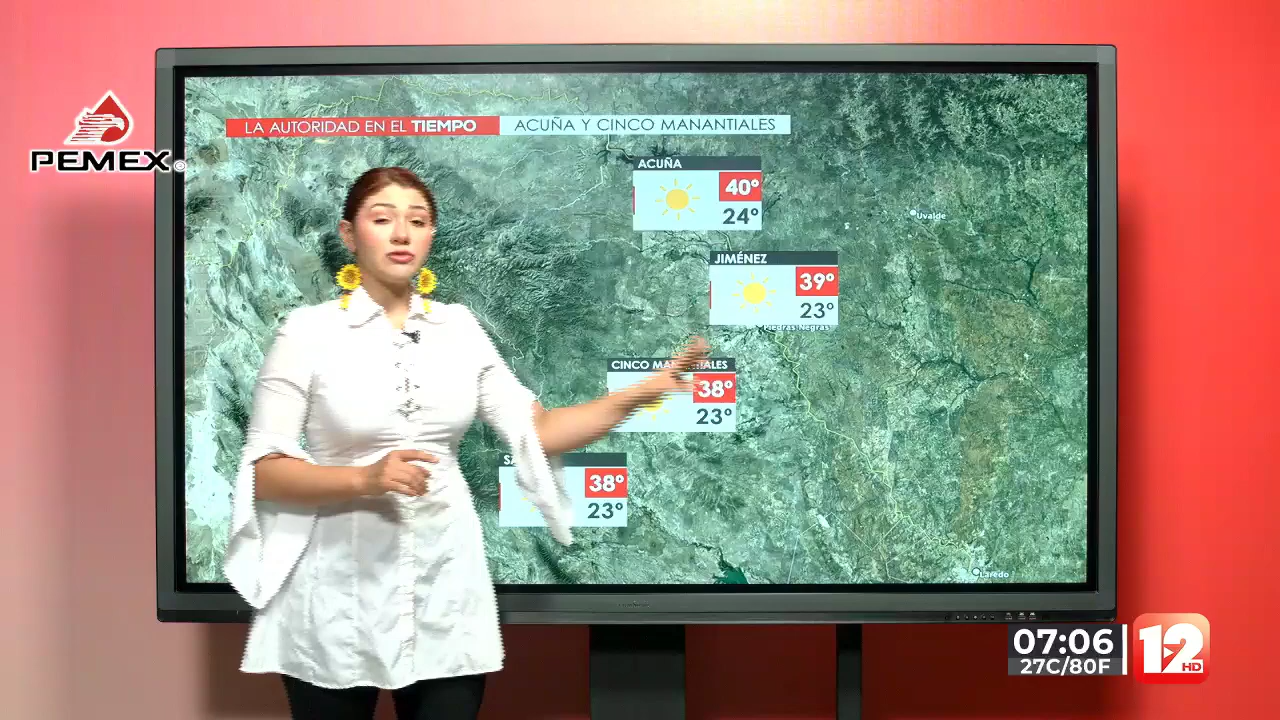 PEMEX
LA AUTORIDAD EN EL TIEMPO
ACUÑA Y CINCO MANANTIALES
ACUÑA
40°
24°
Uvalde
JIMÉNEZ
39°
23°
Piedras Negras
38°
23°
38°
23°
Laredo
07:06
27C/80F
12
HD